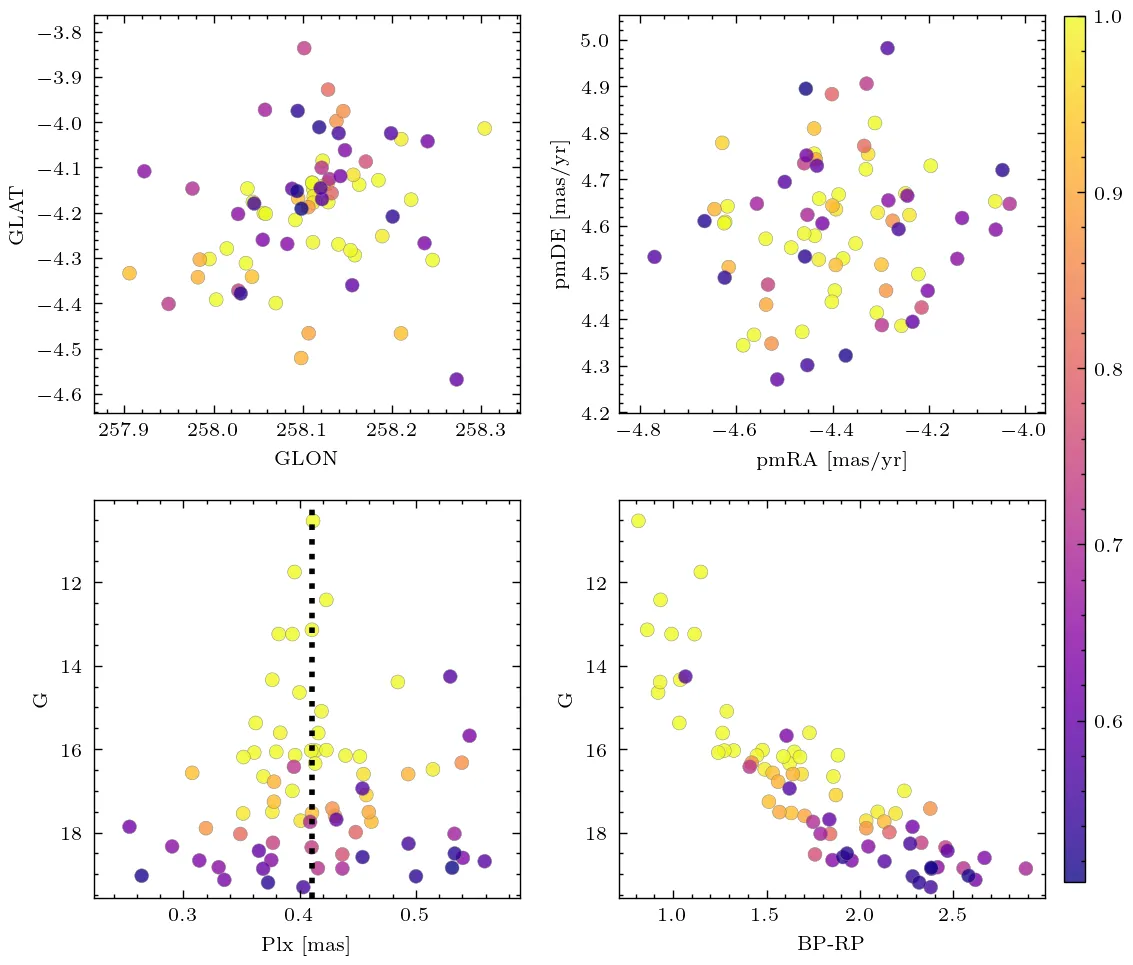 −3.8
−3.9
−4.0
−4.1
−4.2
−4.3
−4.4
−4.5
−4.6
GLAT
257.9 258.0 258.1 258.2 258.3
GLON
5.0
4.9
4.8
4.7
4.6
4.5
4.4
4.3
4.2
pmDE [mas/yr]
−4.8 −4.6 −4.4 −4.2 −4.0
pmRA [mas/yr]
1.0
0.9
0.8
0.7
0.6
12
14
16
18
G
0.3 0.4 0.5
Plx [mas]
12
14
16
18
G
1.0 1.5 2.0 2.5
BP-RP